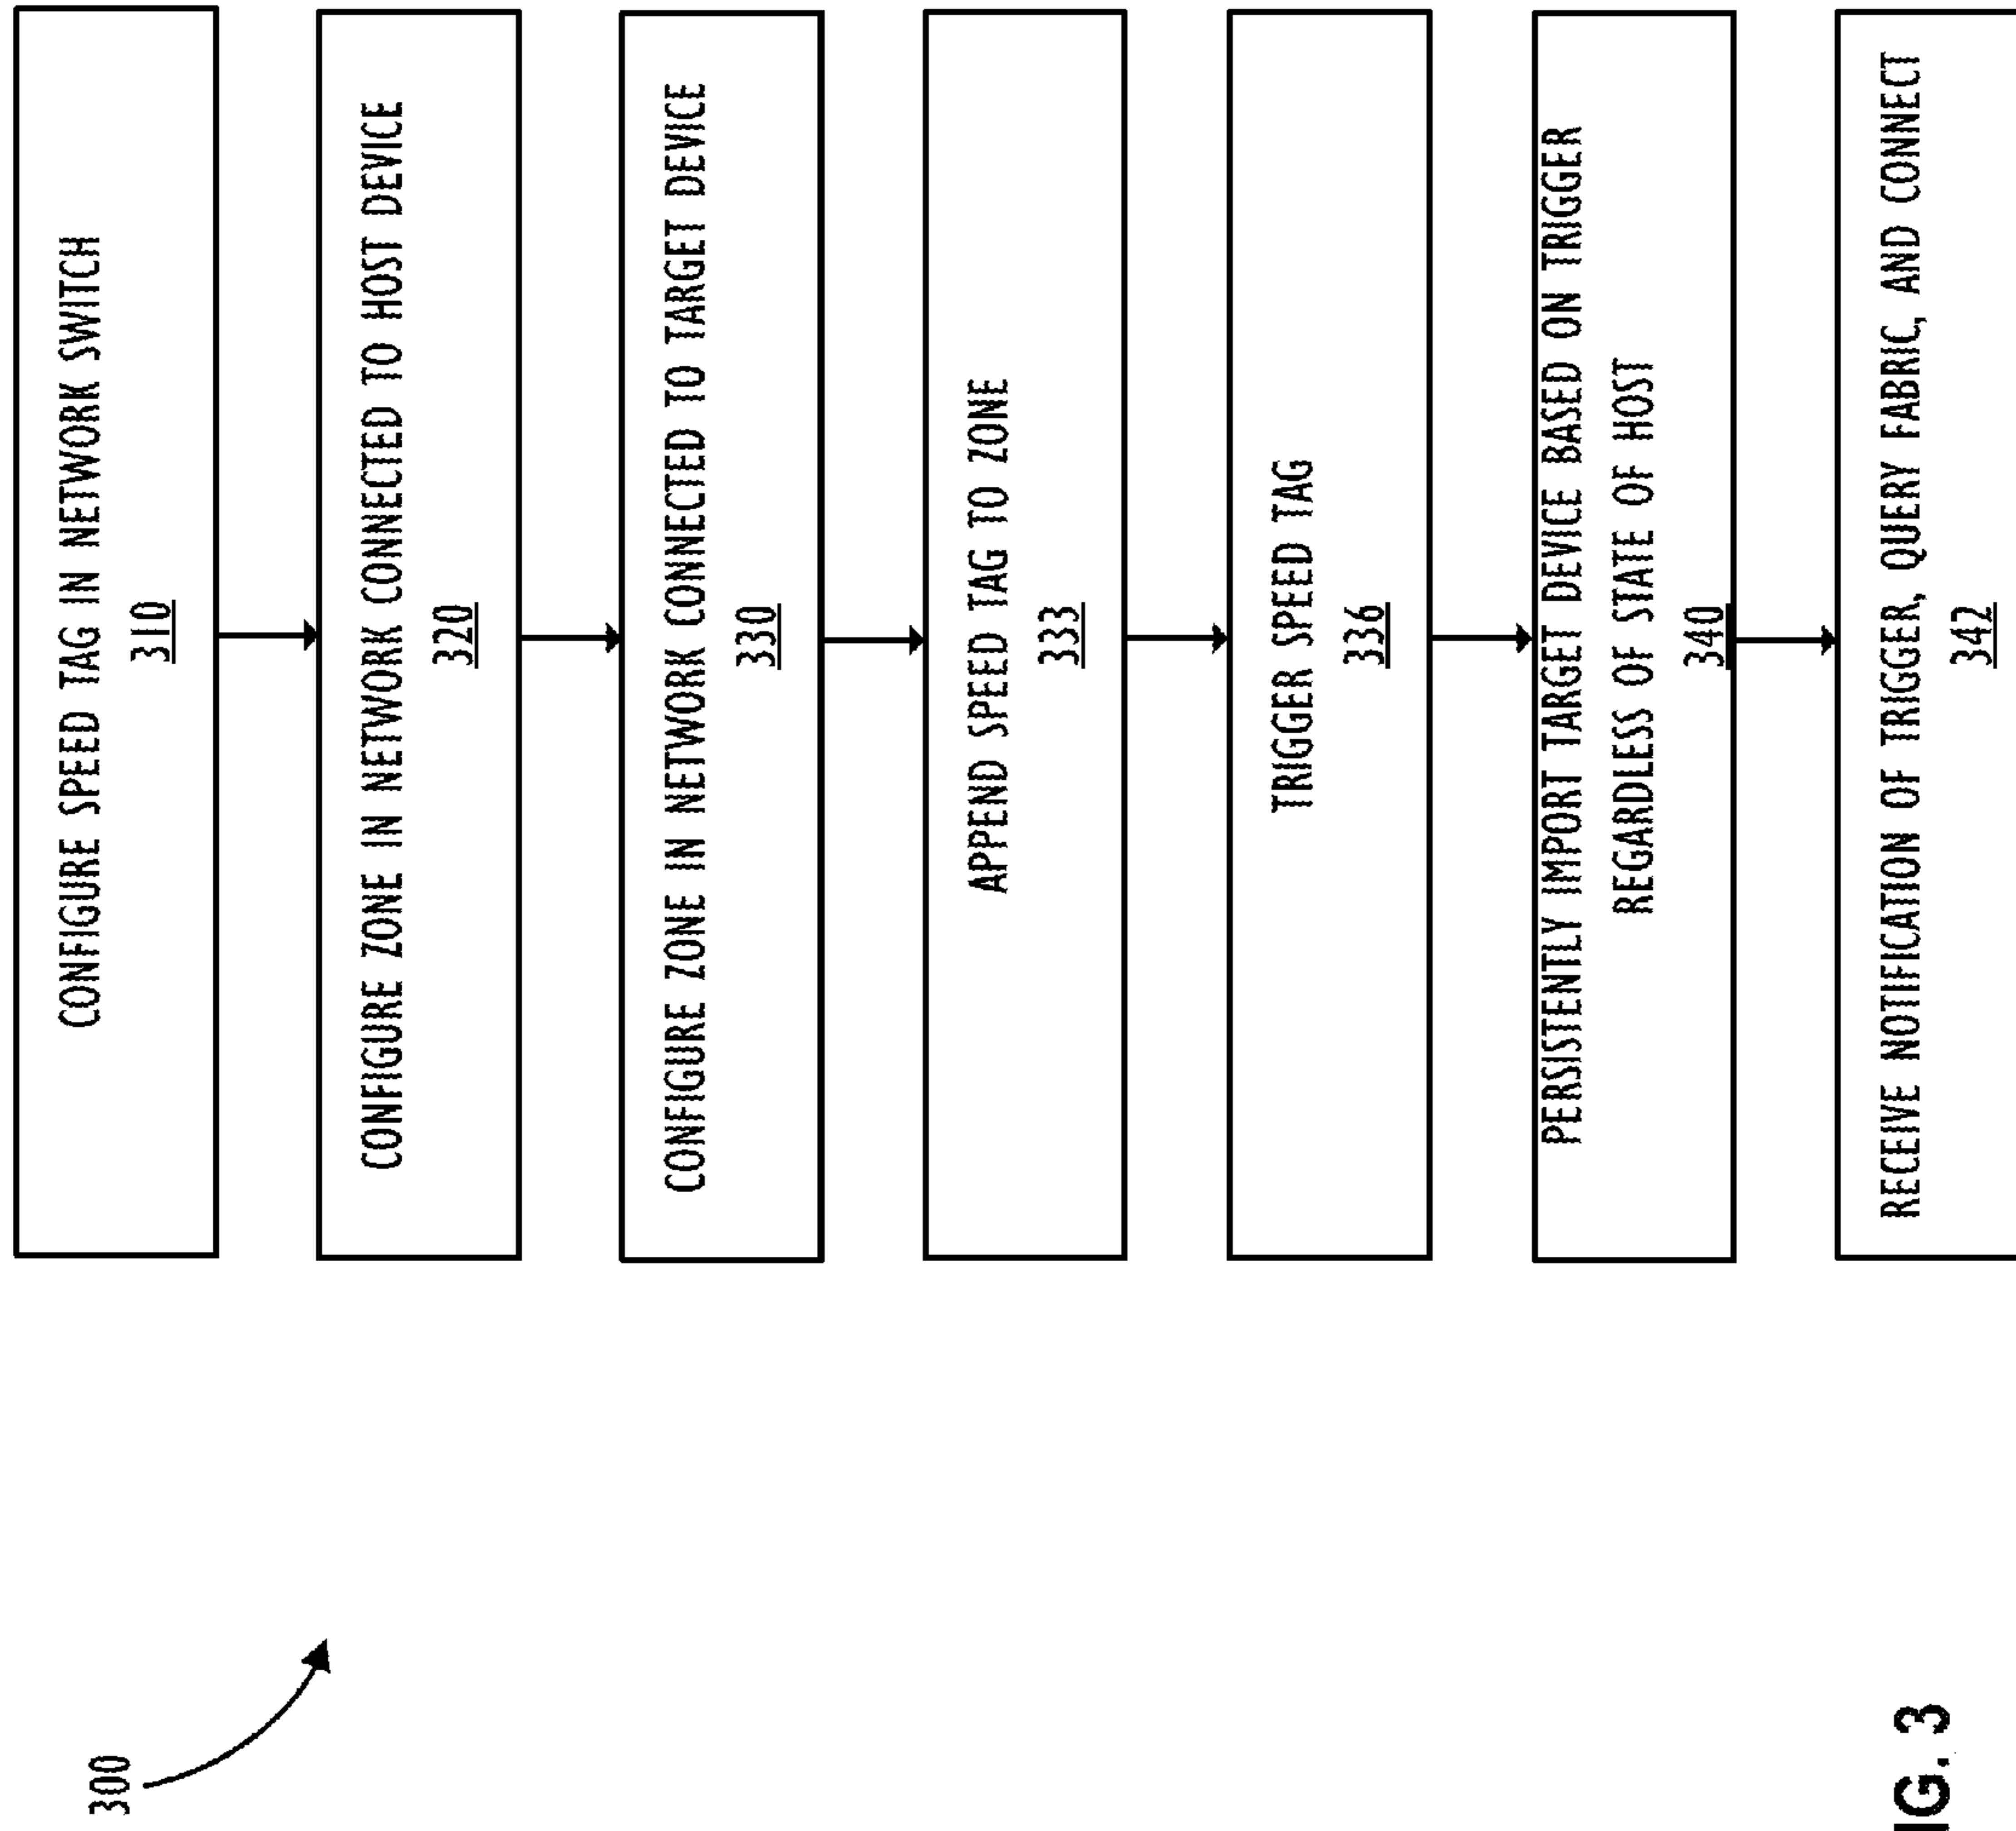 300
CONFIGURE SPEED TAG IN NETWORK SWITCH
310
CONFIGURE ZONE IN NETWORK CONNECTED TO HOST DEVICE
320
CONFIGURE ZONE IN NETWORK CONNECTED TO TARGET DEVICE
330
APPEND SPEED TAG TO ZONE
333
TRIGGER SPEED TAG
336
PERSISTENTLY IMPORT TARGET DEVICE BASED ON TRIGGER
REGARDLESS OF STATE OF HOST
340
RECEIVE NOTIFICATION OF TRIGGER, QUERY FABRIC, AND CONNECT
342
IG. 3